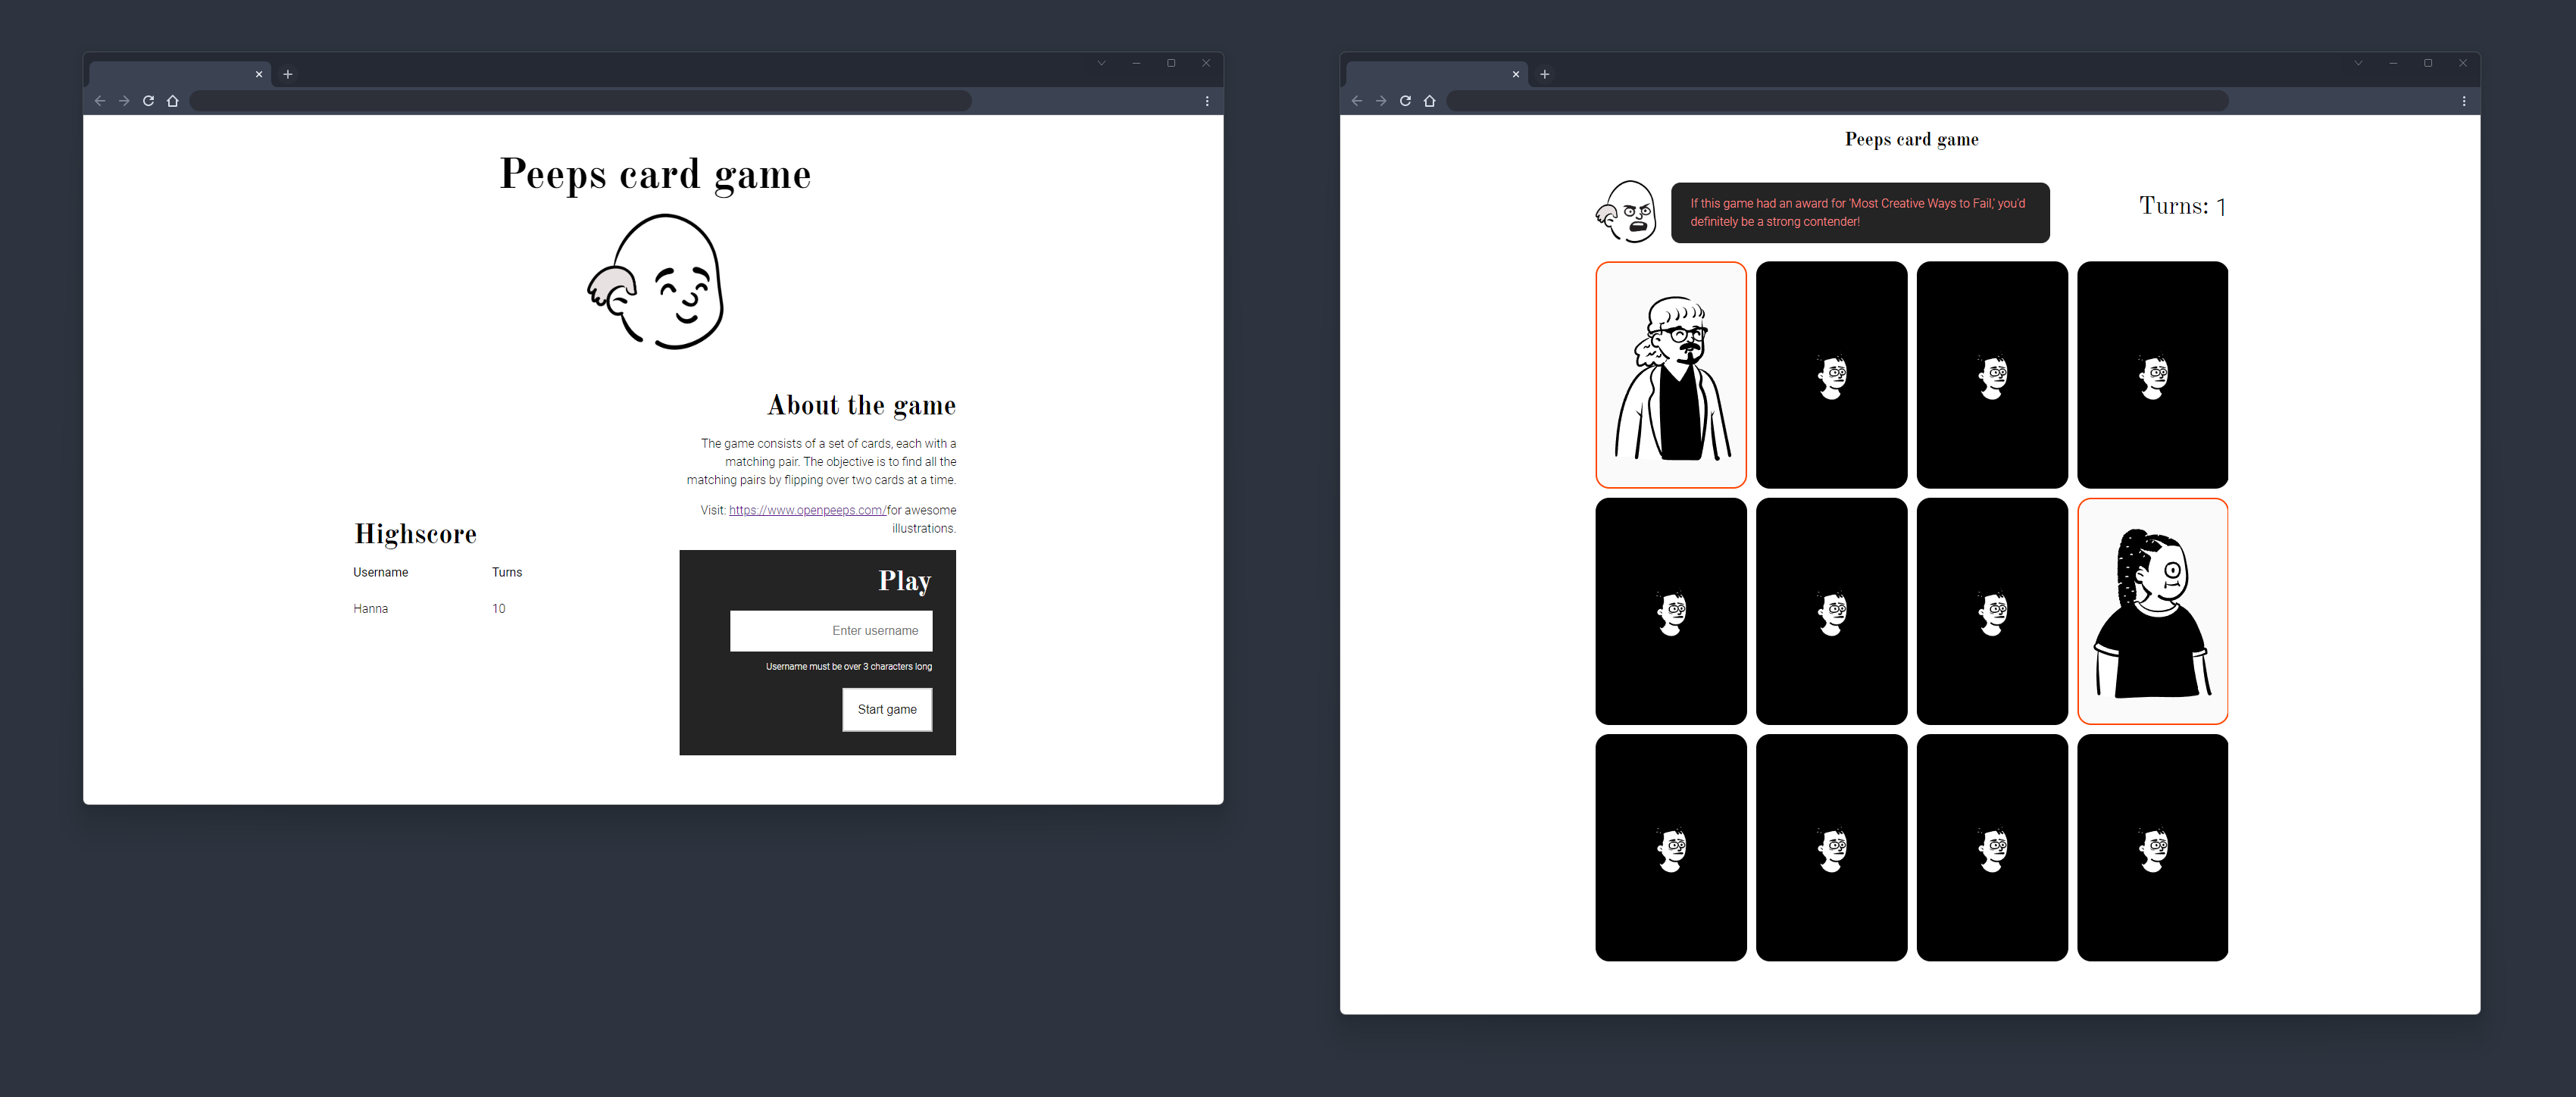 Peeps card game
About the game
The game consists of a set of cards, each with a
matching pair. The objective is to find all the
matching pairs by flipping over two cards at a time.
Visit: https://www.openpeeps.com/for awesome
illustrations.
Highscore
Username Turns
Hanna 10
Play
Enter username
Username must be over 3 characters long
Start game
Peeps card game
If this game had an award for 'Most Creative Ways to Fail,' you'd
definitely be a strong contender!
Turns: 1